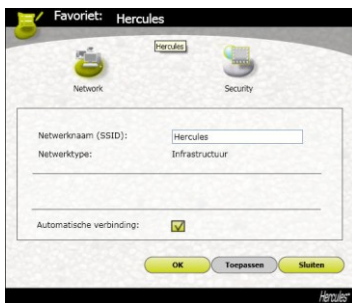 Favoriet: Hercules
Hercules
Network
Security
Netwerknaam (SSID): Hercules
Netwerktype: Infrastructuur
Automatische verbinding:
OK Toepassen Sluiten
Hercules